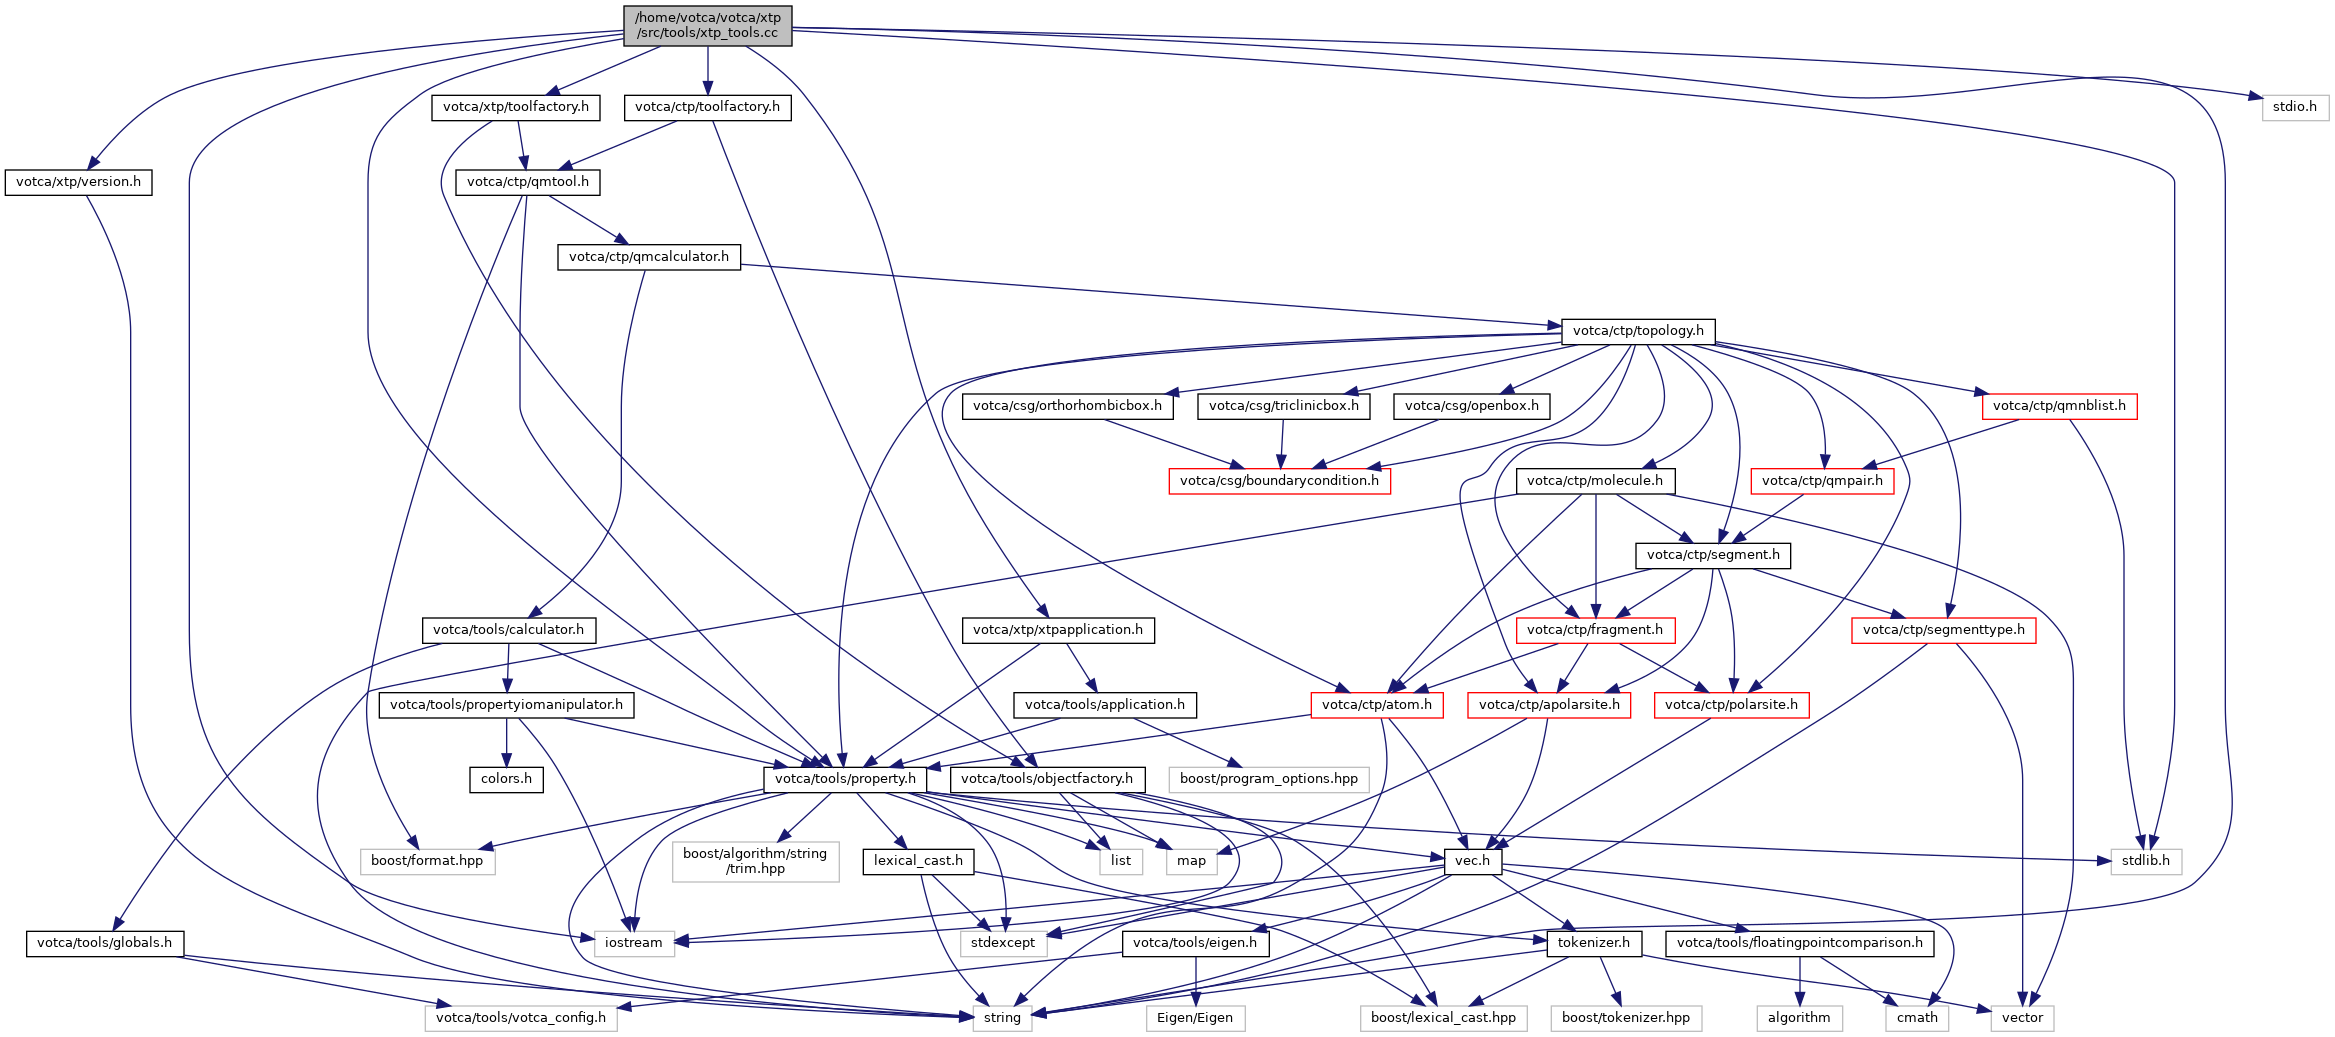 /home/votca/votca/xtp
/src/tools/xtp_tools.cc
votca/xtp/toolfactory.h
votca/ctp/toolfactory.h
stdio.h
votca/xtp/version.h
votca/ctp/qmtool.h
votca/ctp/qmcalculator.h
votca/ctp/topology.h
votca/csg/orthorhombicbox.h
votca/csg/triclinicbox.h
votca/csg/openbox.h
votca/ctp/qmnblist.h
votca/csg/boundarycondition.h
votca/ctp/molecule.h
votca/ctp/qmpair.h
votca/ctp/segment.h
votca/tools/calculator.h
votca/xtp/xtpapplication.h
votca/ctp/fragment.h
votca/ctp/segmenttype.h
votca/tools/propertyiomanipulator.h
votca/tools/application.h
votca/ctp/atom.h
votca/ctp/apolarsite.h
votca/ctp/polarsite.h
colors.h
votca/tools/property.h
votca/tools/objectfactory.h
boost/program_options.hpp
boost/format.hpp
boost/algorithm/string
/trim.hpp
lexical_cast.h
list
map
vec.h
stdlib.h
votca/tools/globals.h
iostream
stdexcept
votca/tools/eigen.h
tokenizer.h
votca/tools/floatingpointcomparison.h
votca/tools/votca_config.h
string
Eigen/Eigen
boost/lexical_cast.hpp
boost/tokenizer.hpp
algorithm
cmath
vector